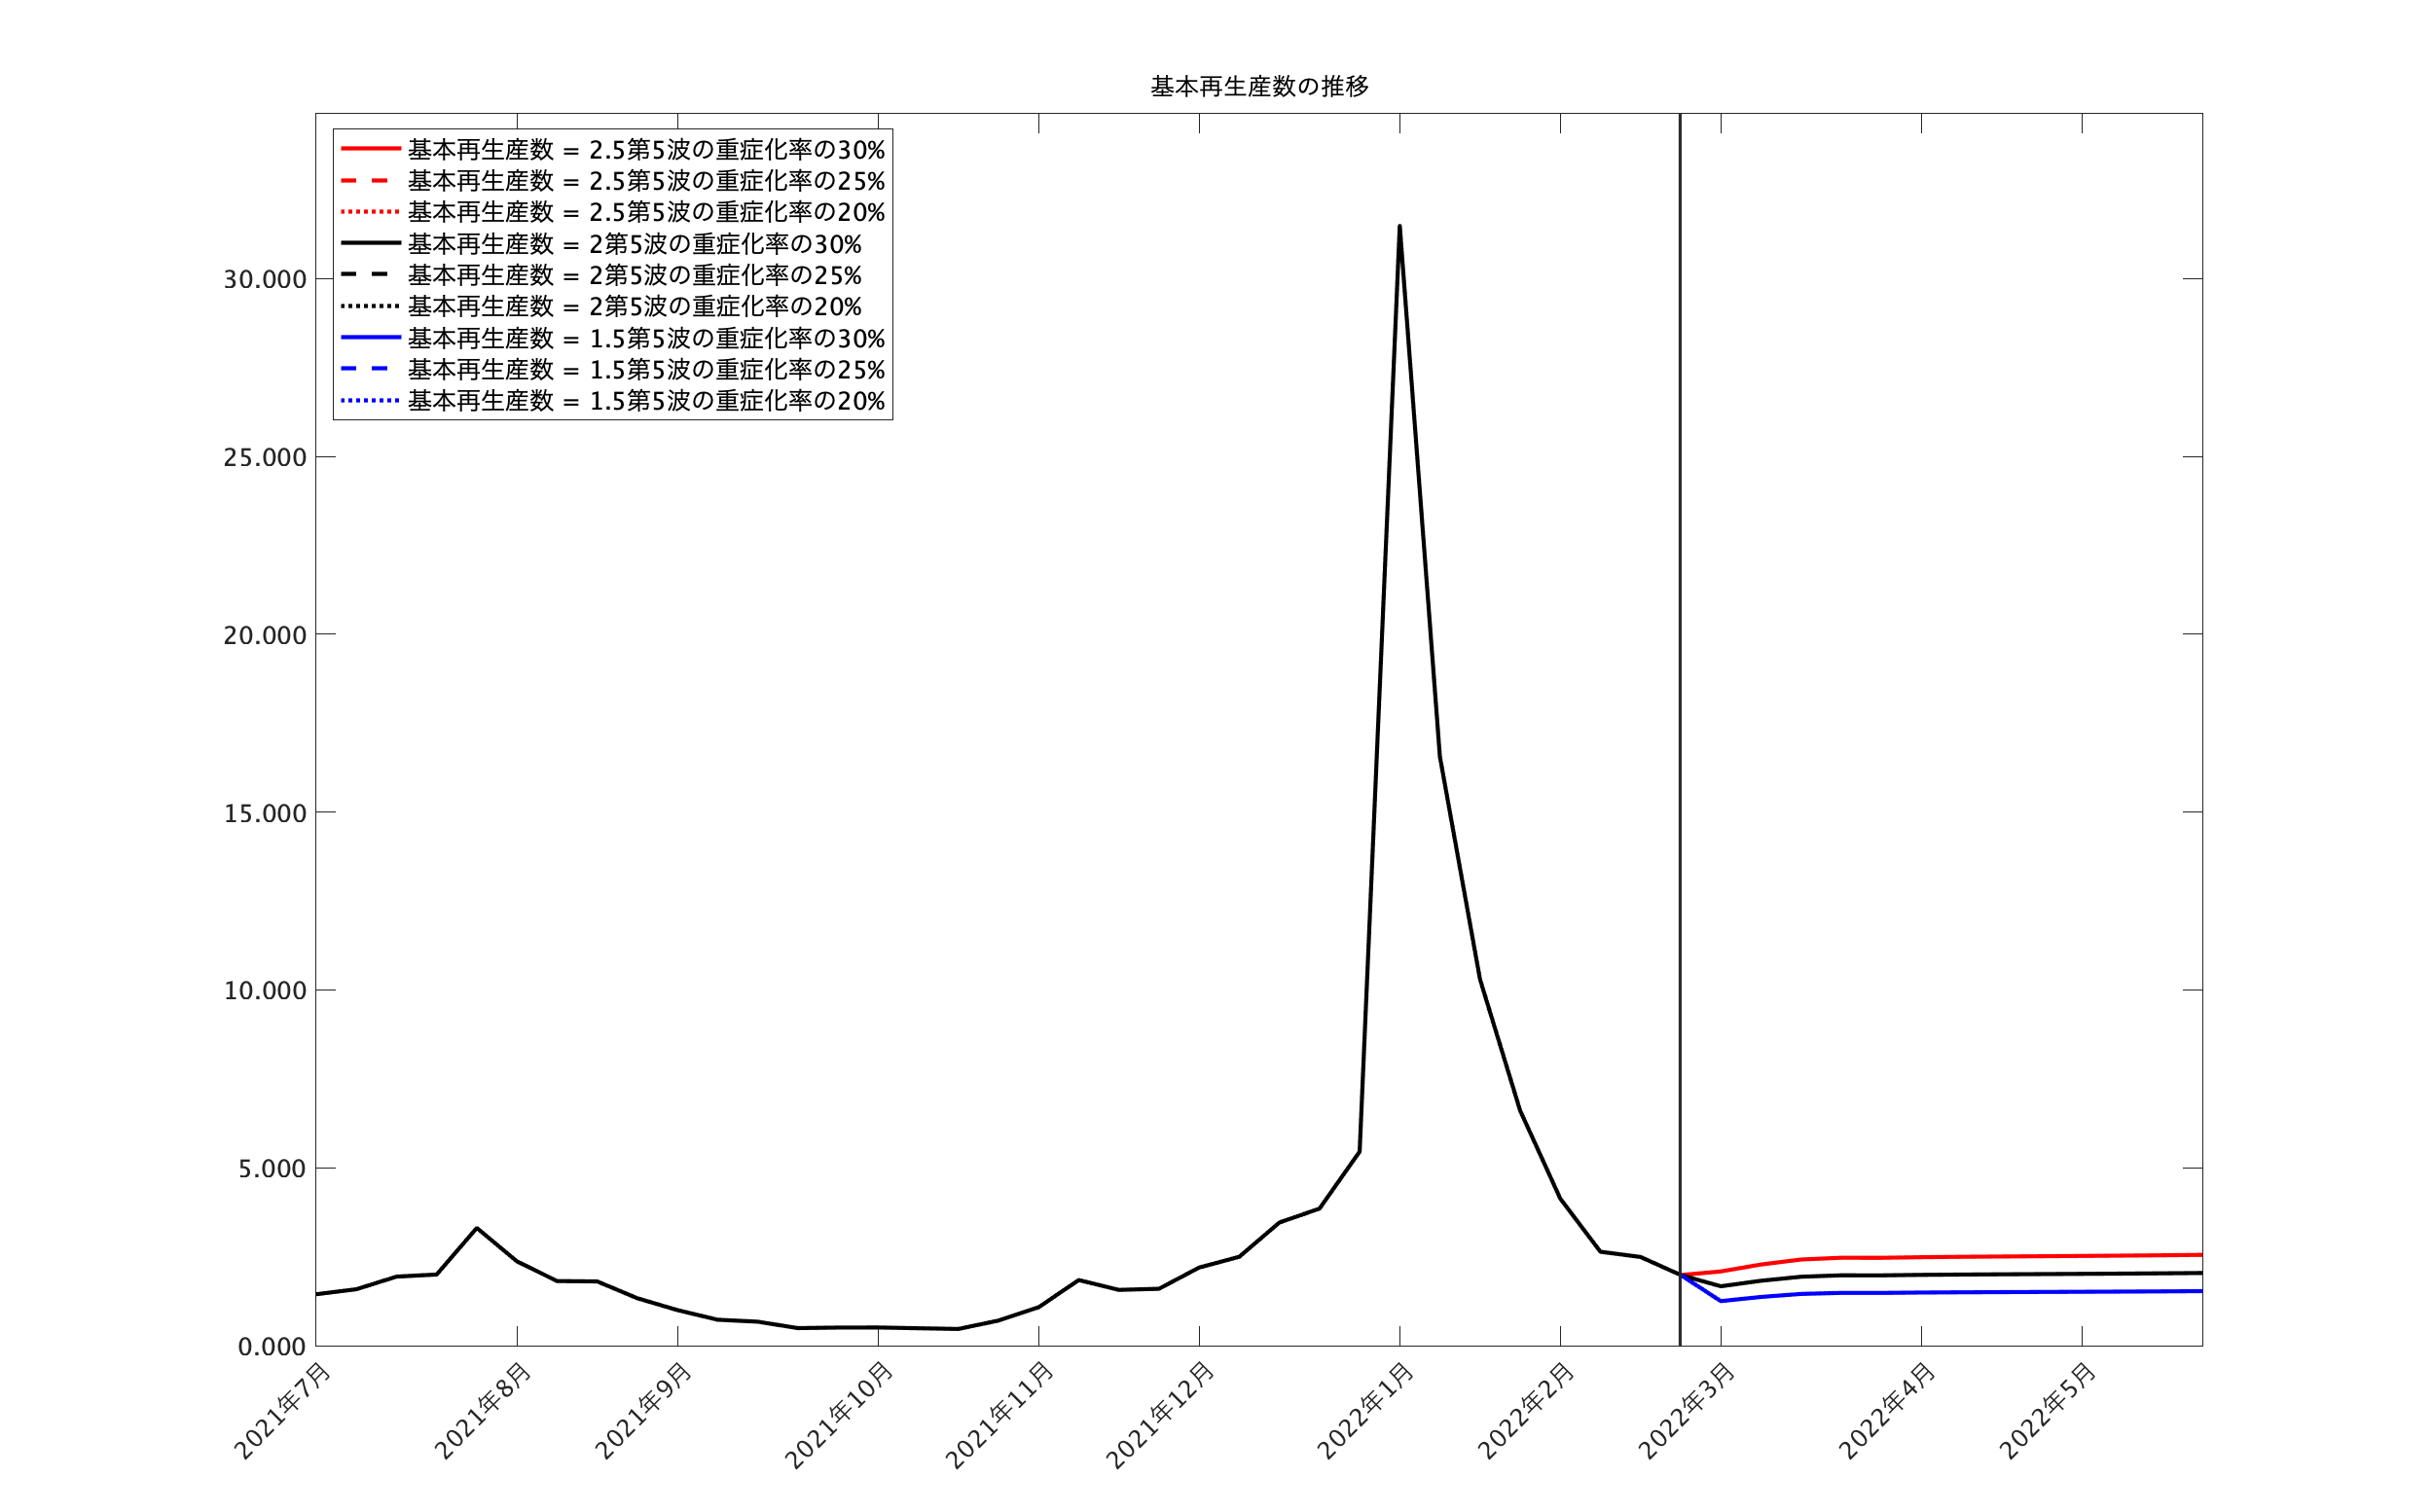 基本再生産数の推移
基本再生産数 = 2.5第5波の重症化率の30%
基本再生産数 = 2.5第5波の重症化率の25%
基本再生産数 = 2.5第5波の重症化率の20%
基本再生産数 = 2第5波の重症化率の30%
基本再生産数 = 2第5波の重症化率の25%
基本再生産数 = 2第5波の重症化率の20%
基本再生産数 = 1.5第5波の重症化率の30%
基本再生産数 = 1.5第5波の重症化率の25%
基本再生産数 = 1.5第5波の重症化率の20%
30.000
25.000
20.000
15.000
10.000
5.000
0.000
2021年7月
2021年8月
2021年9月
2021年10月
2021年11月
2021年12月
2022年1月
2022年2月
2022年3月
2022年4月
2022年5月